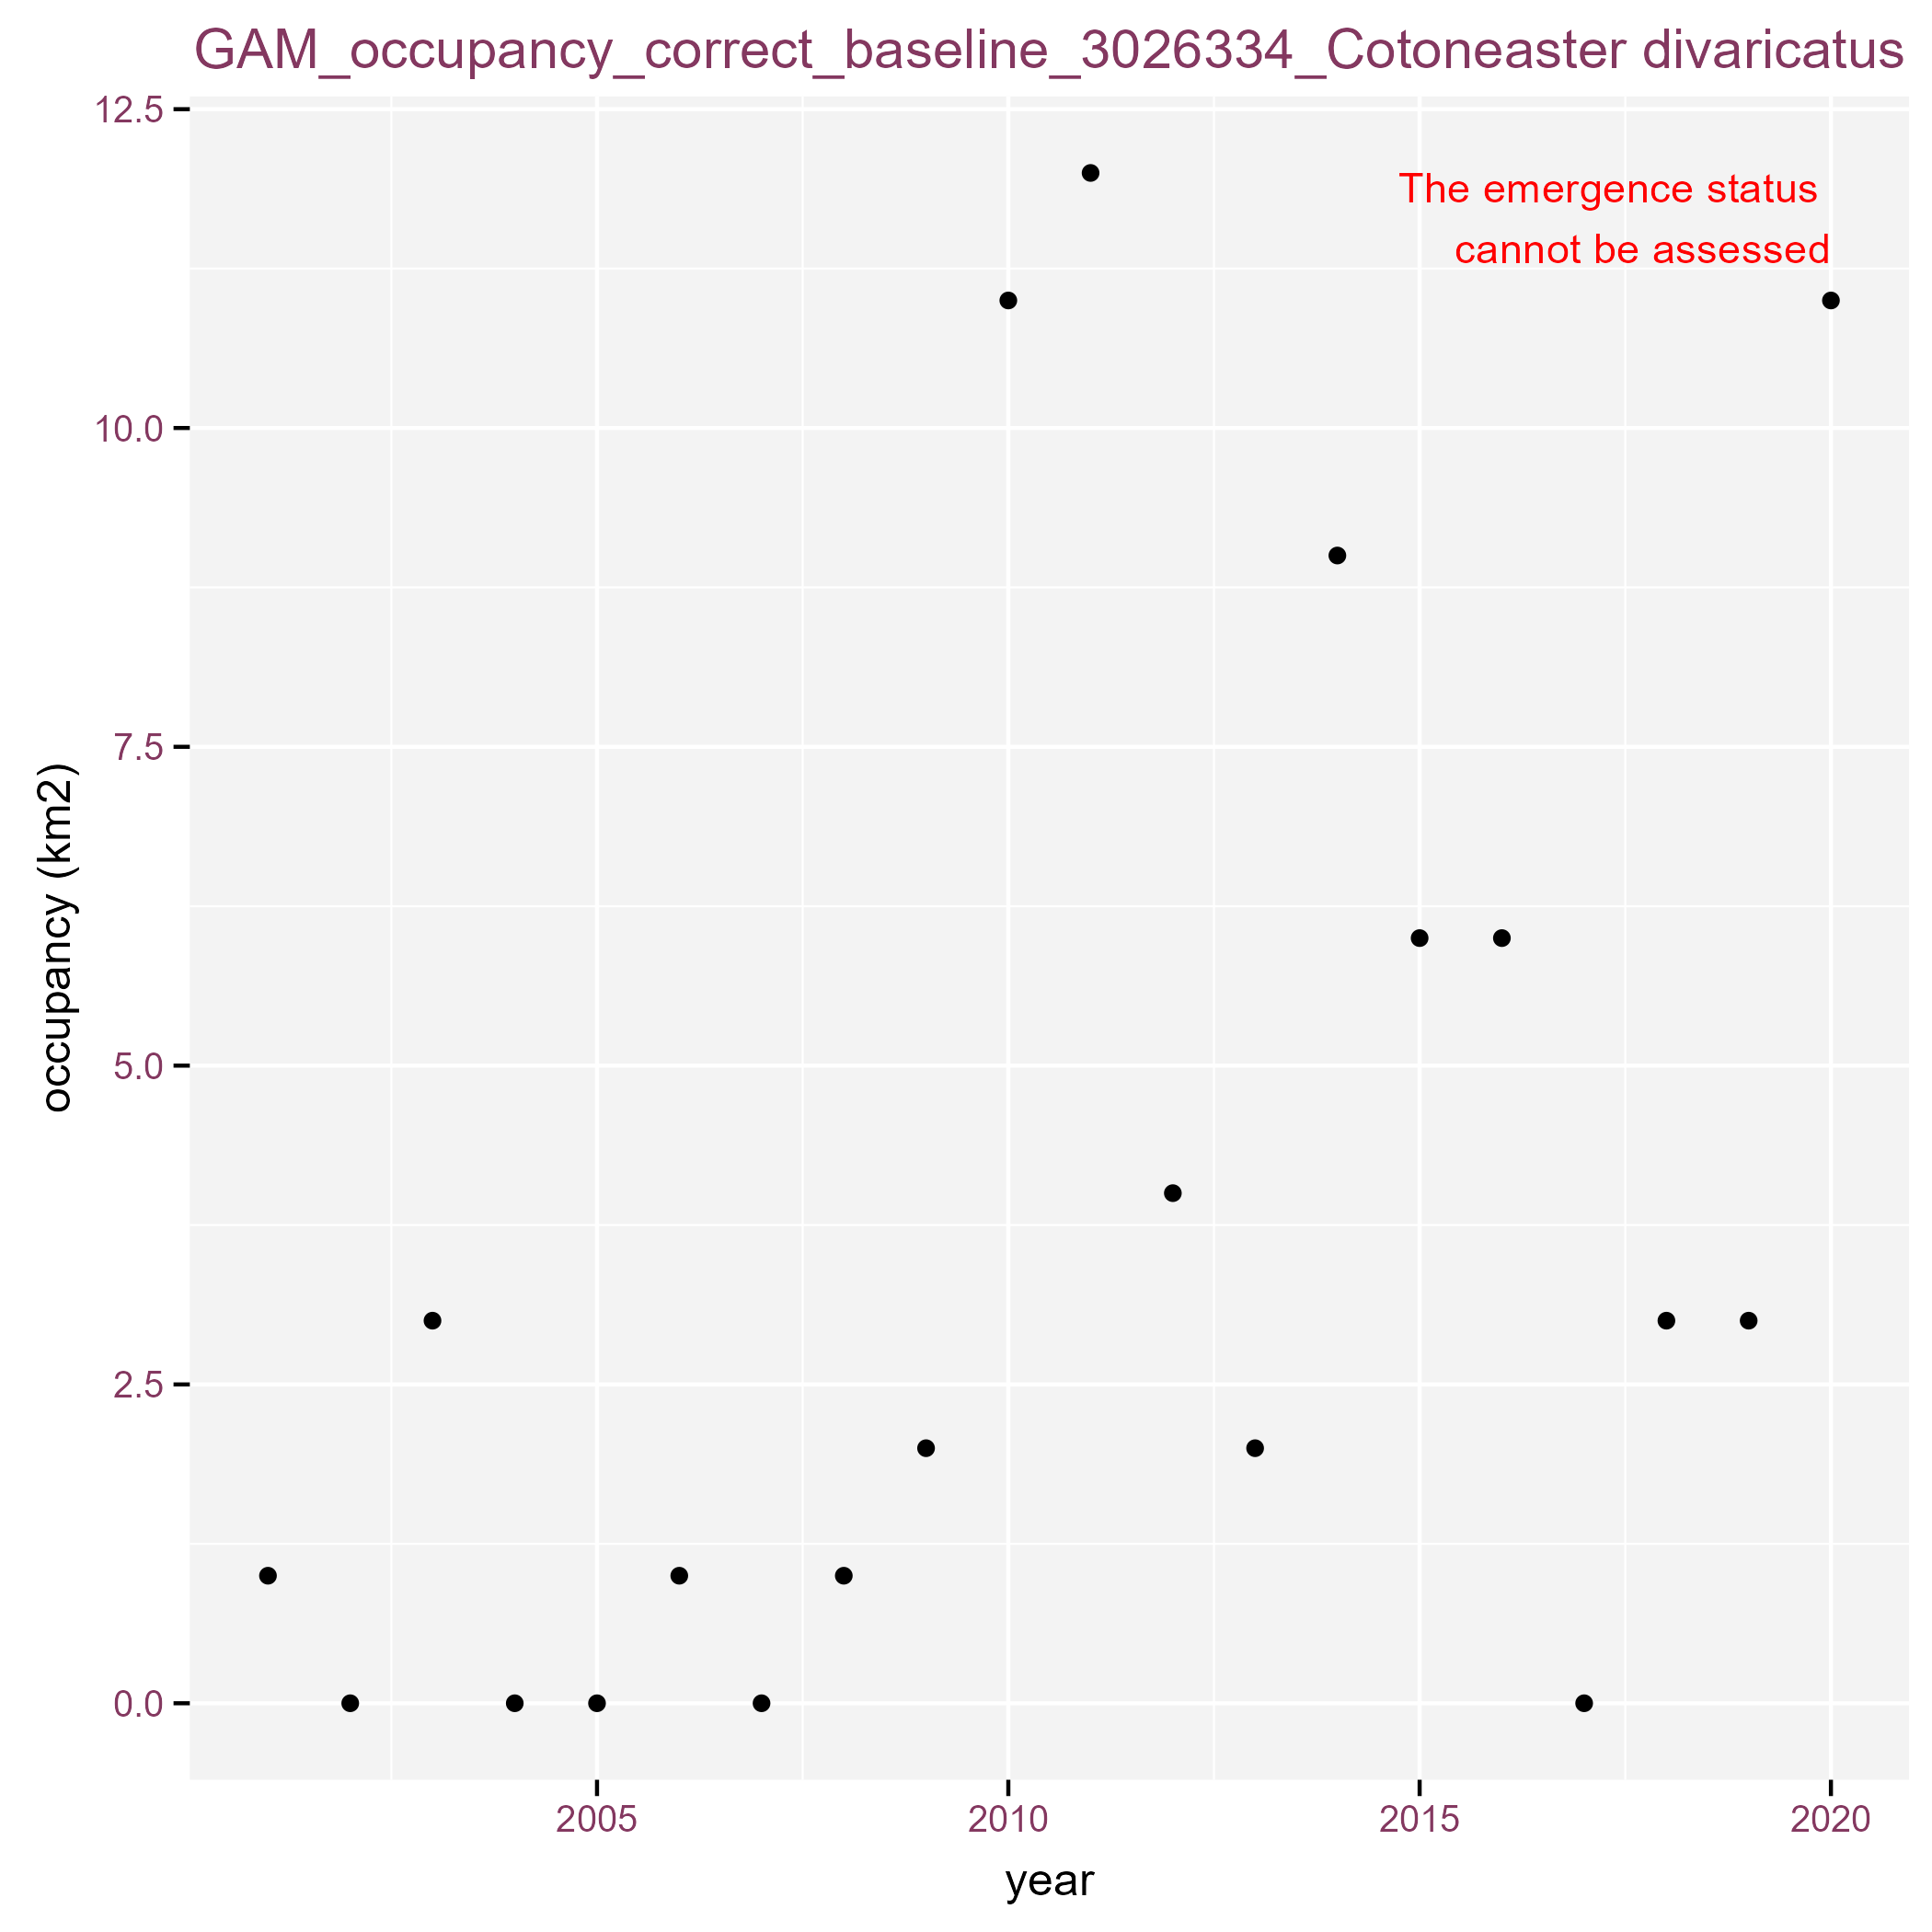 GAM_occupancy_correct_baseline_3026334_Cotoneaster divaricatus
12.5
The emergence status
cannot be assessed
10.0
7.5
occupancy (km2)
5.0
2.5
0.0
2005 2010 2015 2020
year